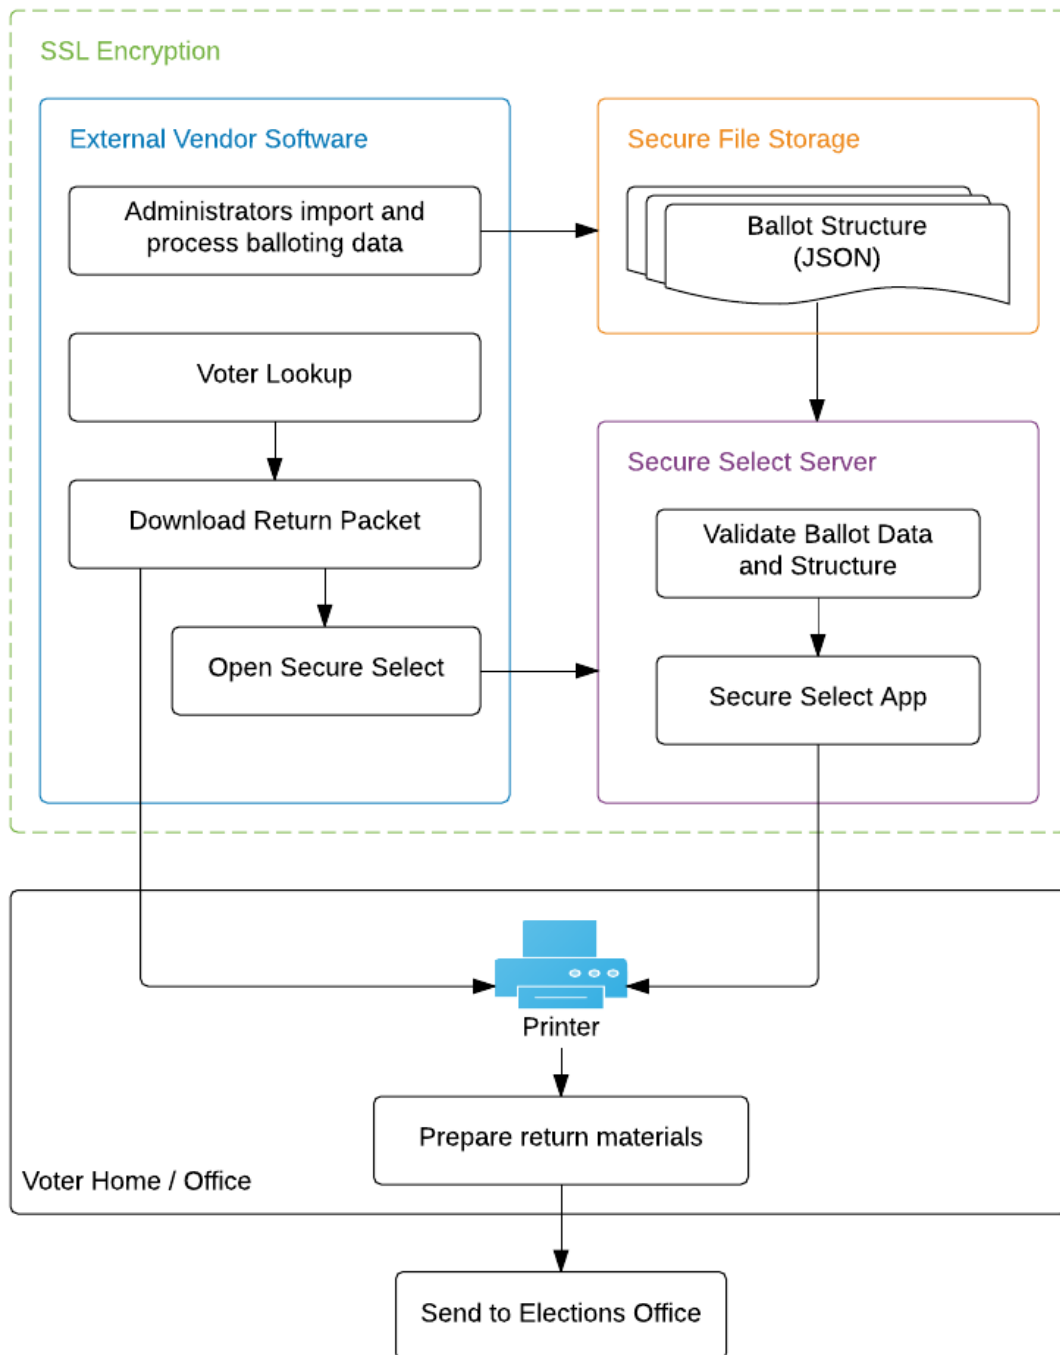 SSL Encryption
External Vendor Software
Administrators import and
process balloting data
Voter Lookup
Download Return Packet
Open Secure Select
Secure File Storage
Ballot Structure
(JSON)
Secure Select Server
Validate Ballot Data
and Structure
Secure Select App
Printer
Prepare return materials
Voter Home / Office
Send to Elections Office